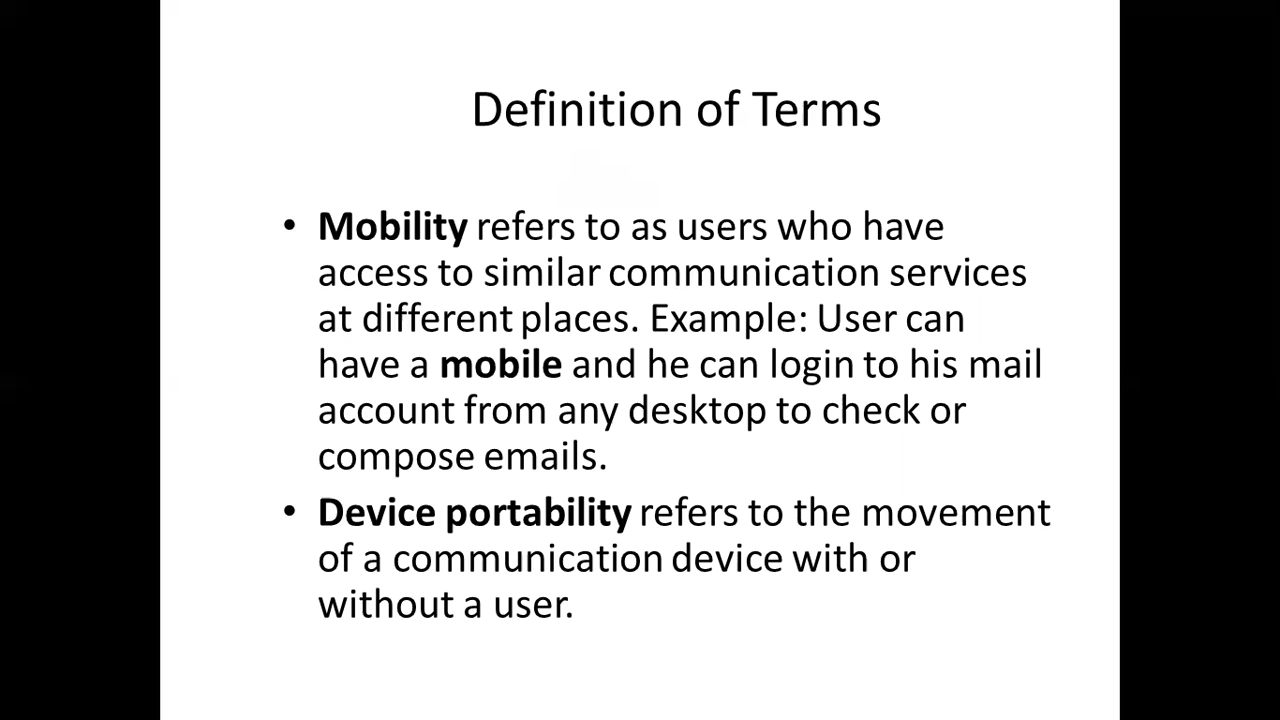 Definition of Terms
• Mobility refers to as users who have
access to similar communication services
at different places. Example: User can
have a mobile and he can login to his mail
account from any desktop to check or
compose emails.
• Device portability refers to the movement
of a communication device with or
without a user.